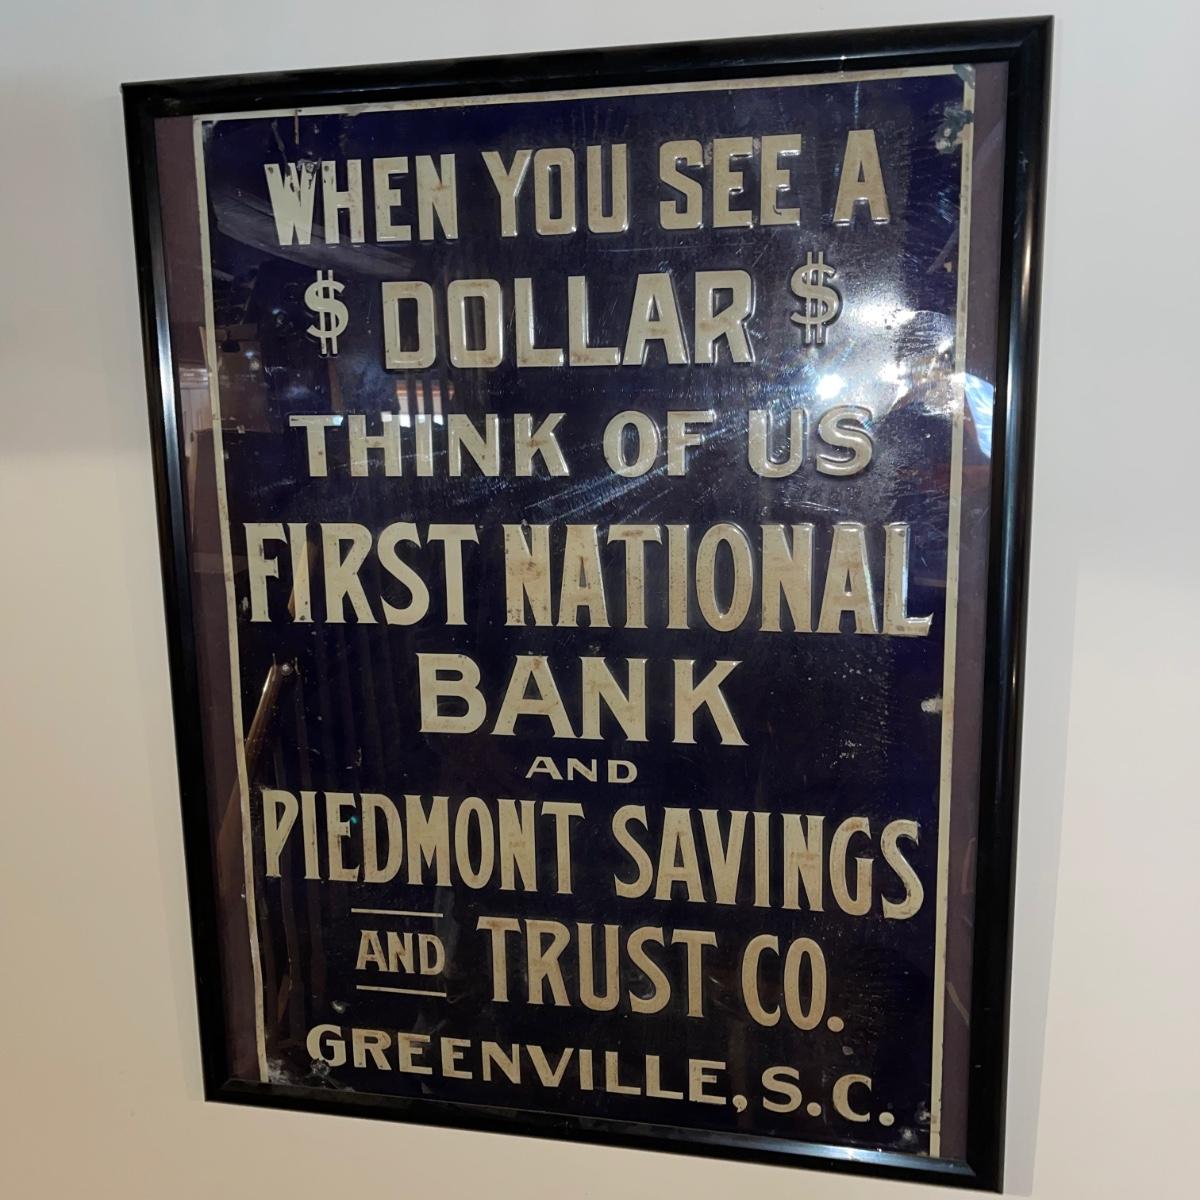 WHEN YOU SEE A
$ DOLLAR $
THINK OF US
FIRST NATIONAL
BANK
AND
PIEDMONT SAVINGS
AND TRUST CO.
GREENVILLE, S.C.